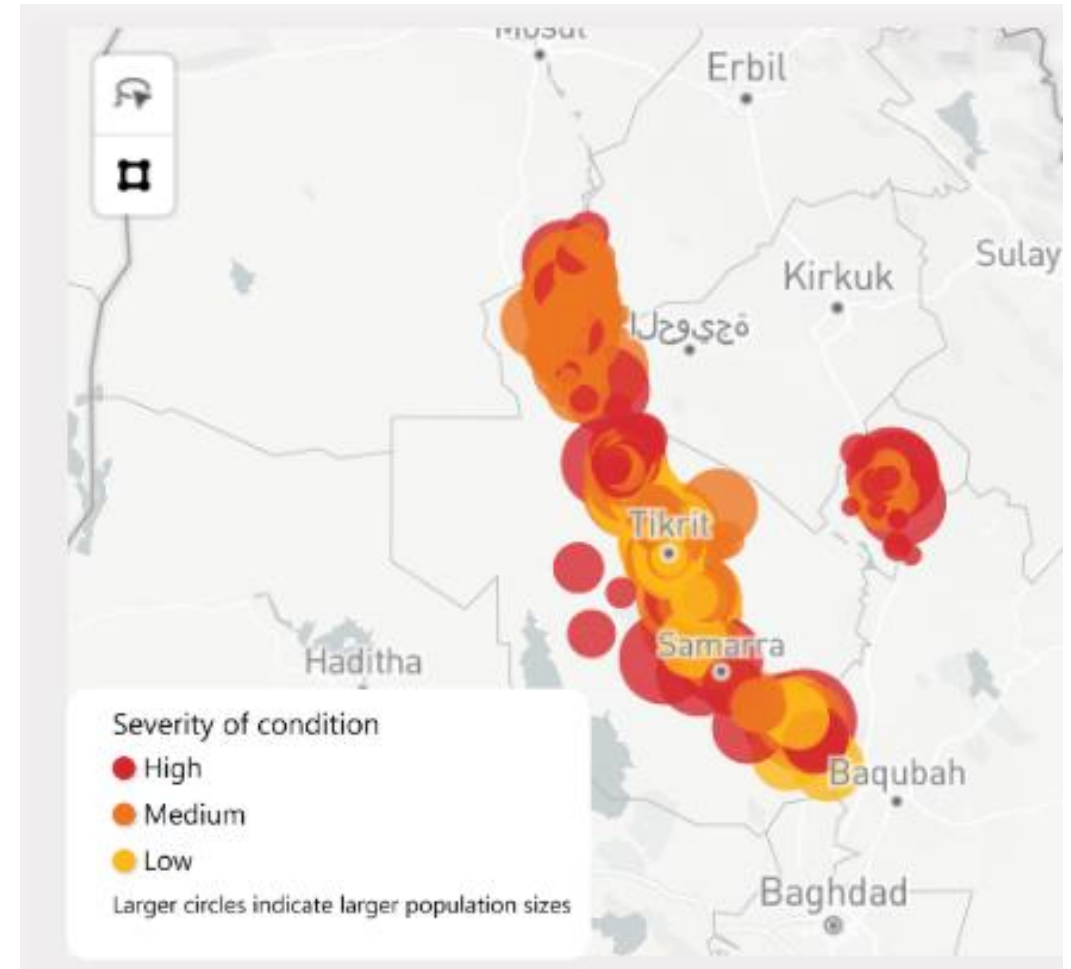 Mosul
Erbil
Sulay
Kirkuk
الحويجة
Tikrit
Samarra
Haditha
Severity of condition
High
Medium
Low
Larger circles indicate larger population sizes
Baqubah
Baghdad